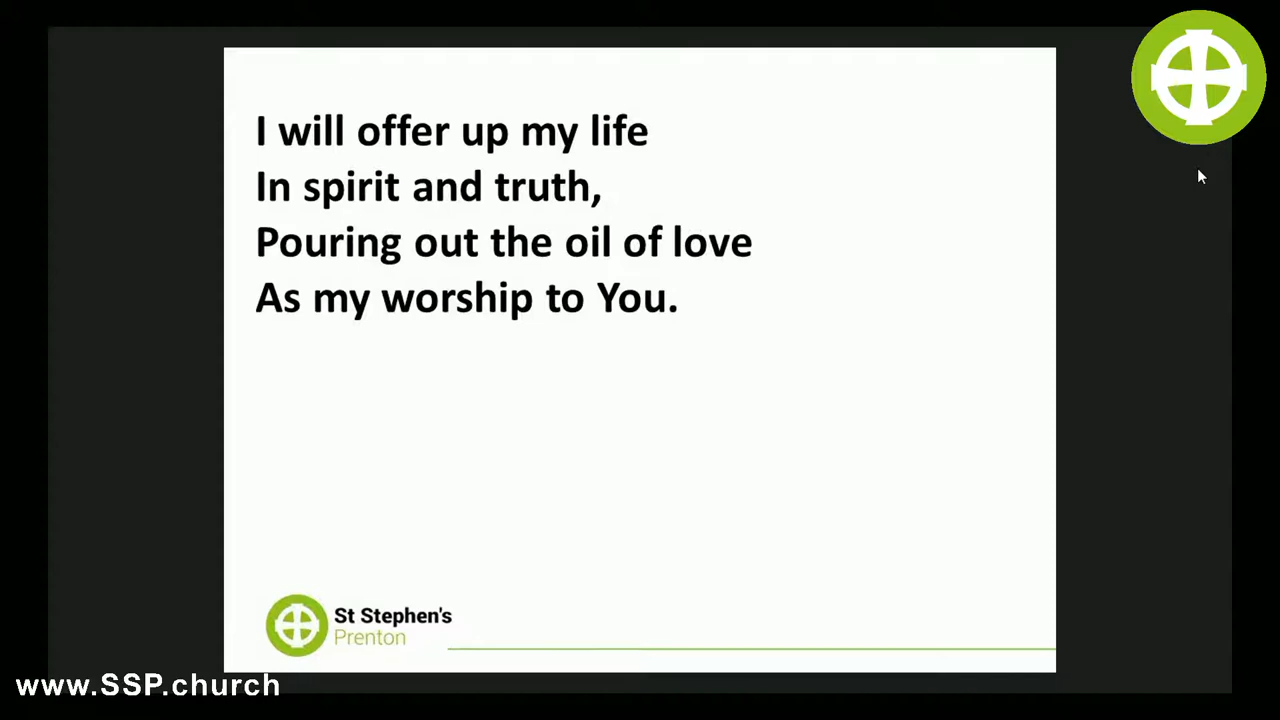 I will offer up my life
In spirit and truth,
Pouring out the oil of love
As my worship to You.
St Stephen's
Prenton
www.SSP.church